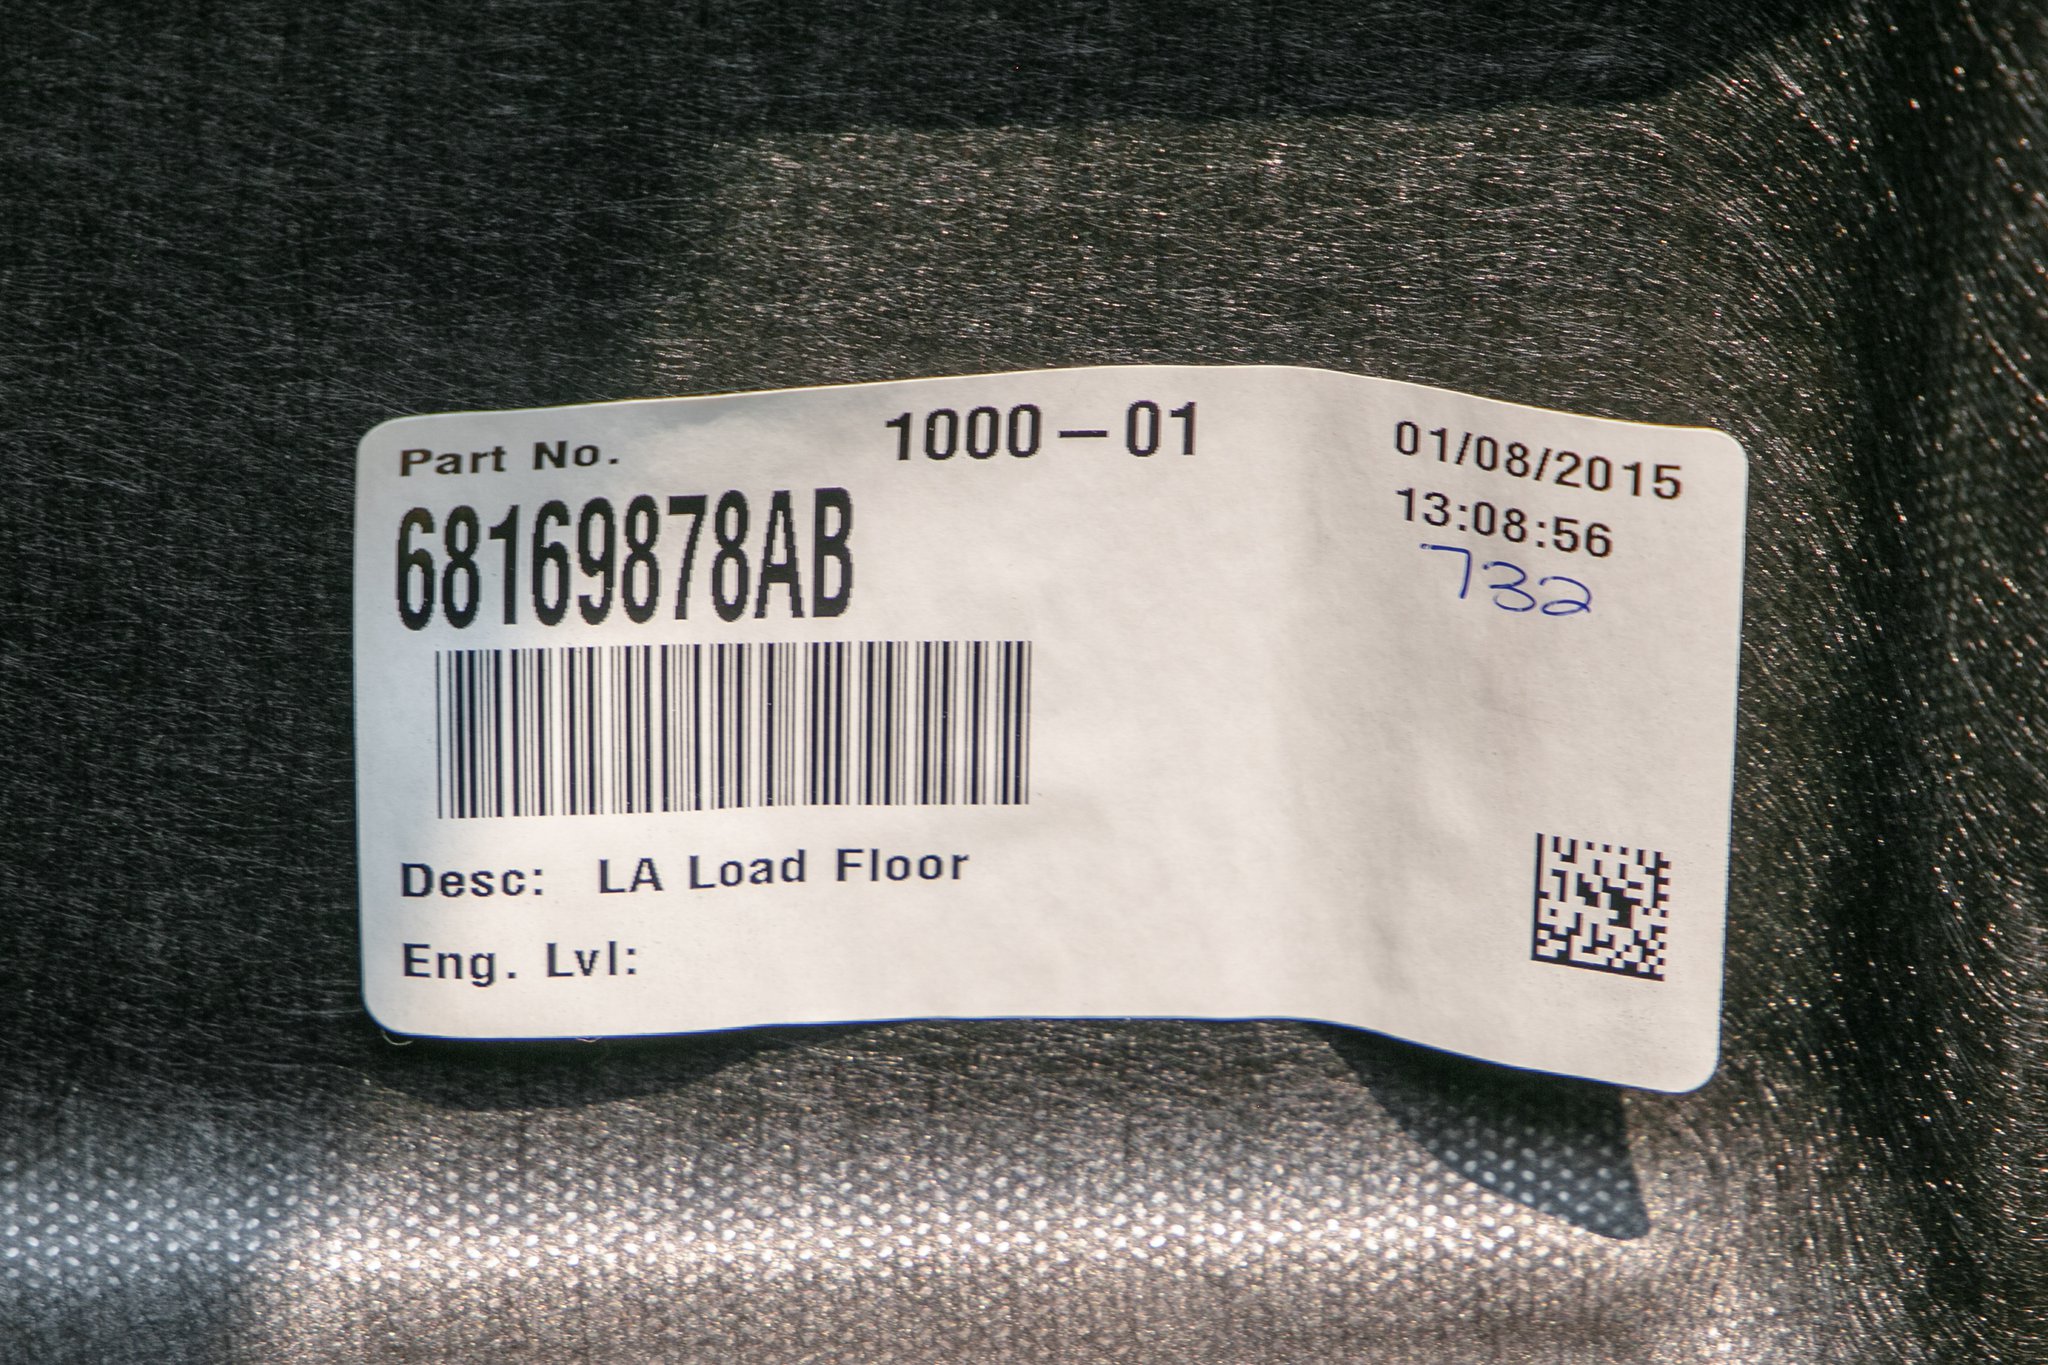 Part No.
1000-01
01/08/2015
68169878AB
13:08:56
732
Desc: LA Load Floor
Eng. Lvl: